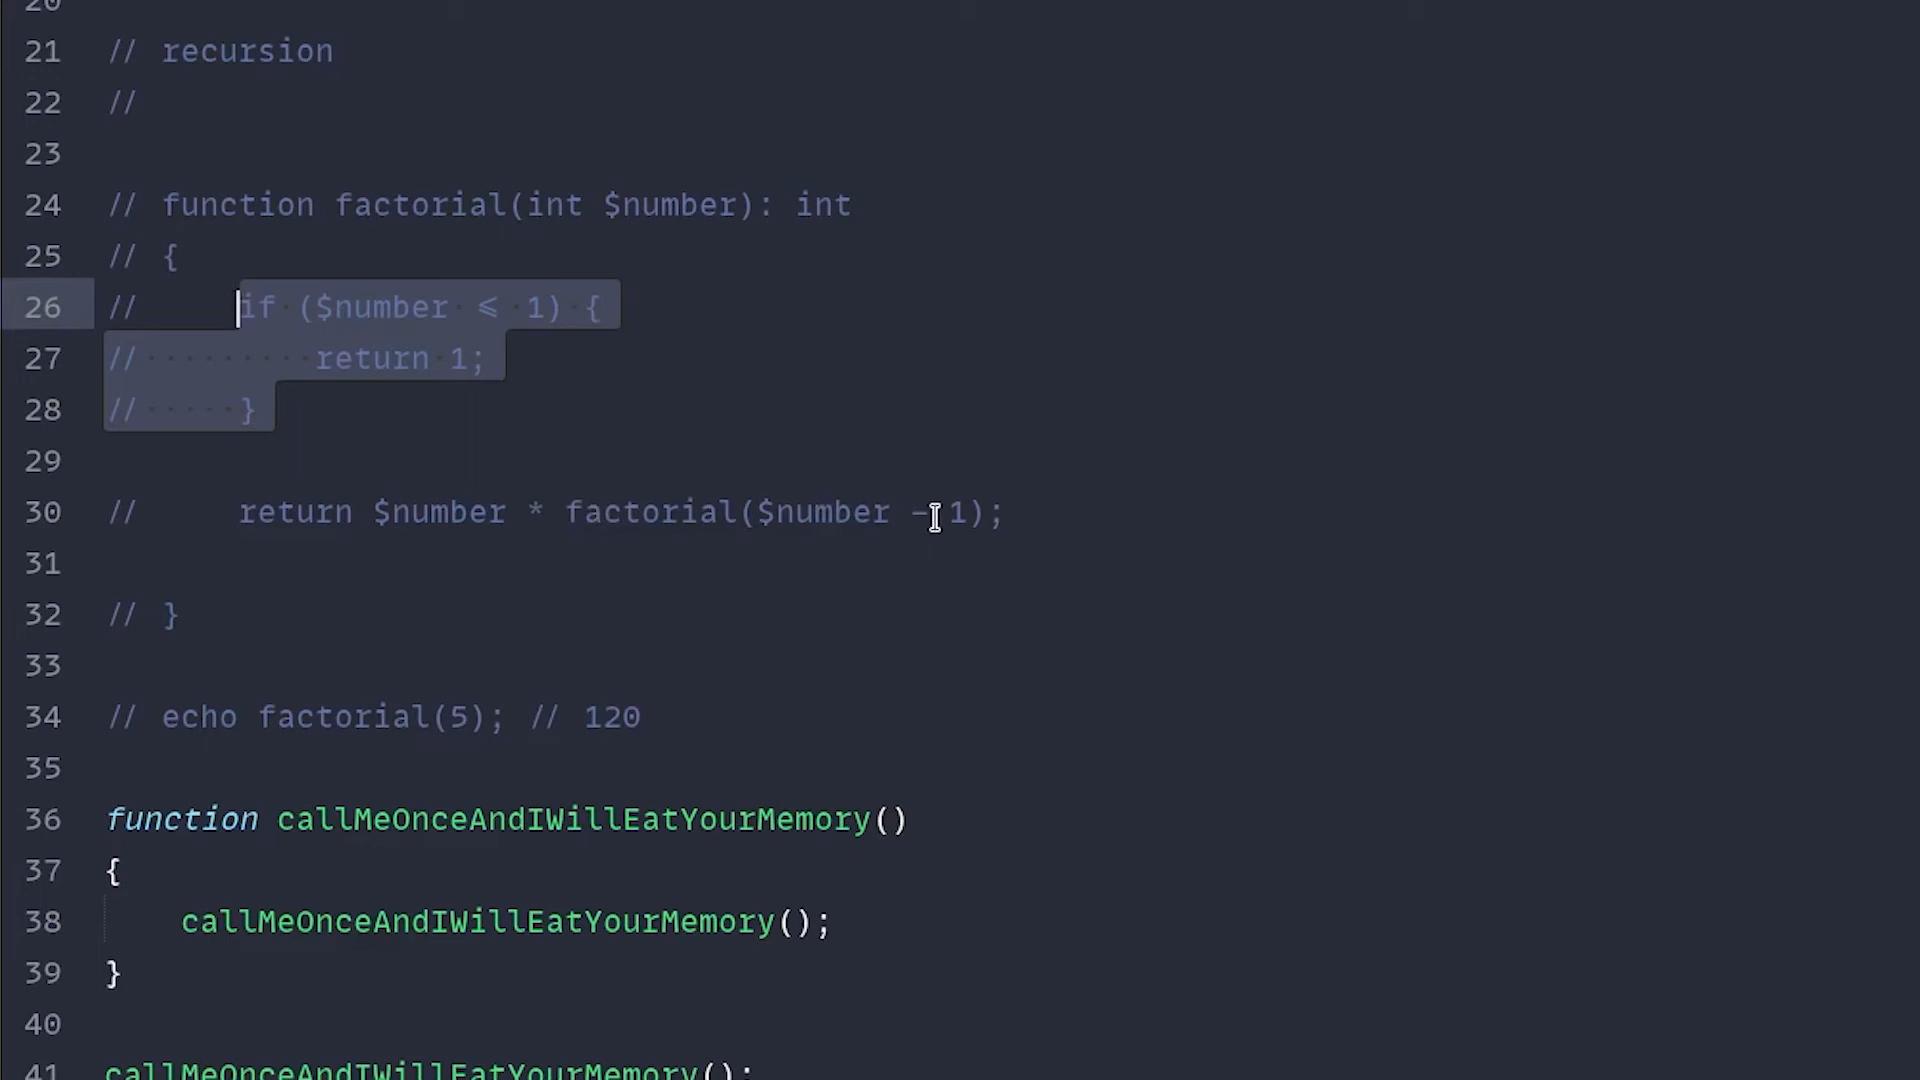 20
21 // recursion
22 //
23
24 // function factorial(int $number): int
25 // {
26 //     if ($number ≤ 1) {
27 //         return 1;
28 //     }
29
30 //     return $number * factorial($number - 1);
31
32 // }
33
34 // echo factorial(5); // 120
35
36 function callMeOnceAndIWillEatYourMemory()
37 {
38     callMeOnceAndIWillEatYourMemory();
39 }
40
41 callMeOnceAndIWillEatYourMemory();